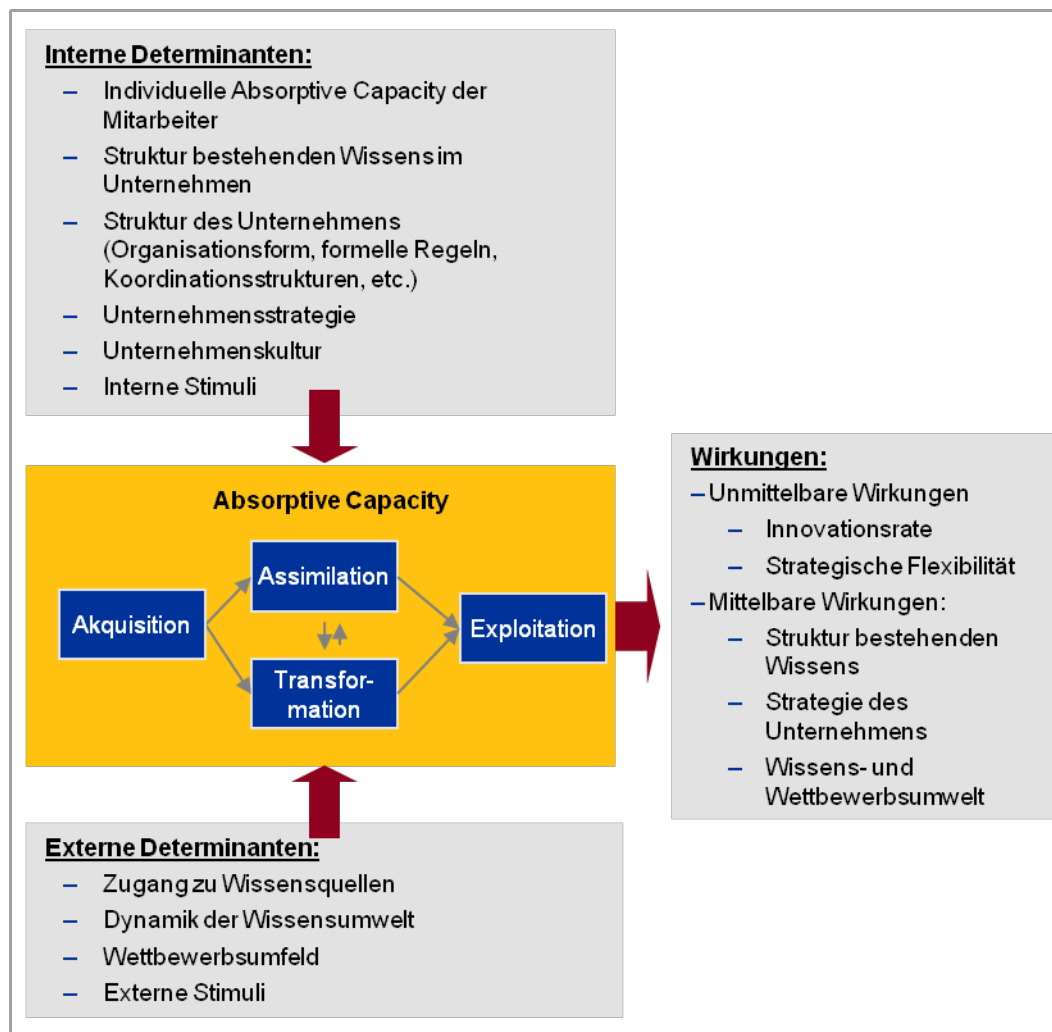 Interne Determinanten:
– Individuelle Absorptive Capacity der
Mitarbeiter
– Struktur bestehenden Wissens im
Unternehmen
– Struktur des Unternehmens
(Organisationsform, formelle Regeln,
Koordinationsstrukturen, etc.)
– Unternehmensstrategie
– Unternehmenskultur
– Interne Stimuli
Absorptive Capacity
Akquisition
Assimilation
Transfor-
mation
Exploitation
Wirkungen:
– Unmittelbare Wirkungen
– Innovationsrate
– Strategische Flexibilität
– Mittelbare Wirkungen:
– Struktur bestehenden
Wissens
– Strategie des
Unternehmens
– Wissens- und
Wettbewerbsumwelt
Externe Determinanten:
– Zugang zu Wissensquellen
– Dynamik der Wissensumwelt
– Wettbewerbsumfeld
– Externe Stimuli